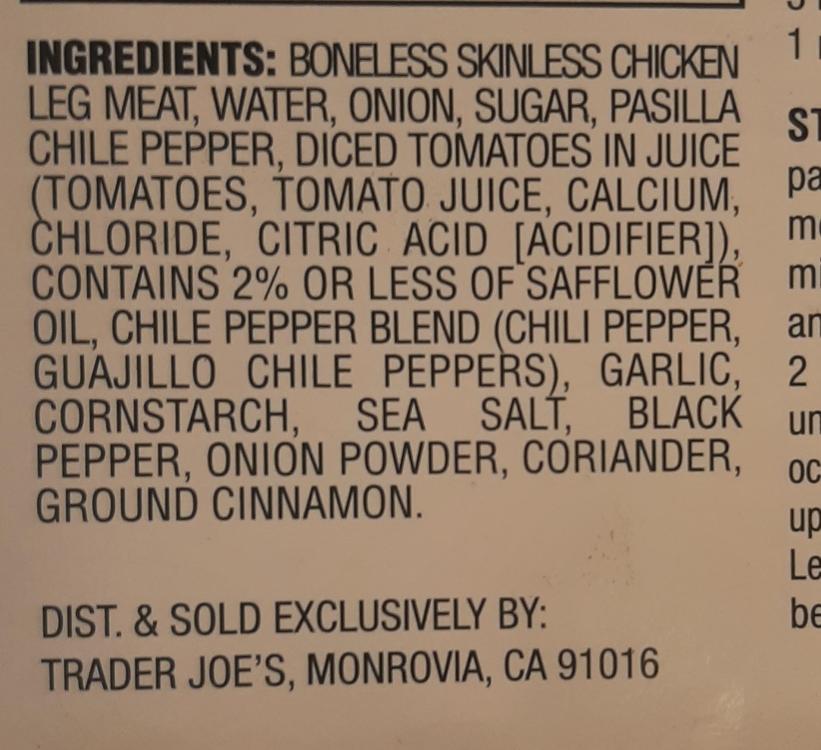 INGREDIENTS: BONELESS SKINLESS CHICKEN
LEG MEAT, WATER, ONION, SUGAR, PASILLA
CHILE PEPPER, DICED TOMATOES IN JUICE
(TOMATOES, TOMATO JUICE, CALCIUM,
CHLORIDE, CITRIC ACID [ACIDIFIER]),
CONTAINS 2% OR LESS OF SAFFLOWER
OIL, CHILE PEPPER BLEND (CHILI PEPPER,
GUAJILLO CHILE PEPPERS), GARLIC,
CORNSTARCH, SEA SALT, BLACK
PEPPER, ONION POWDER, CORIANDER,
GROUND CINNAMON.
DIST. & SOLD EXCLUSIVELY BY:
TRADER JOE'S, MONROVIA, CA 91016